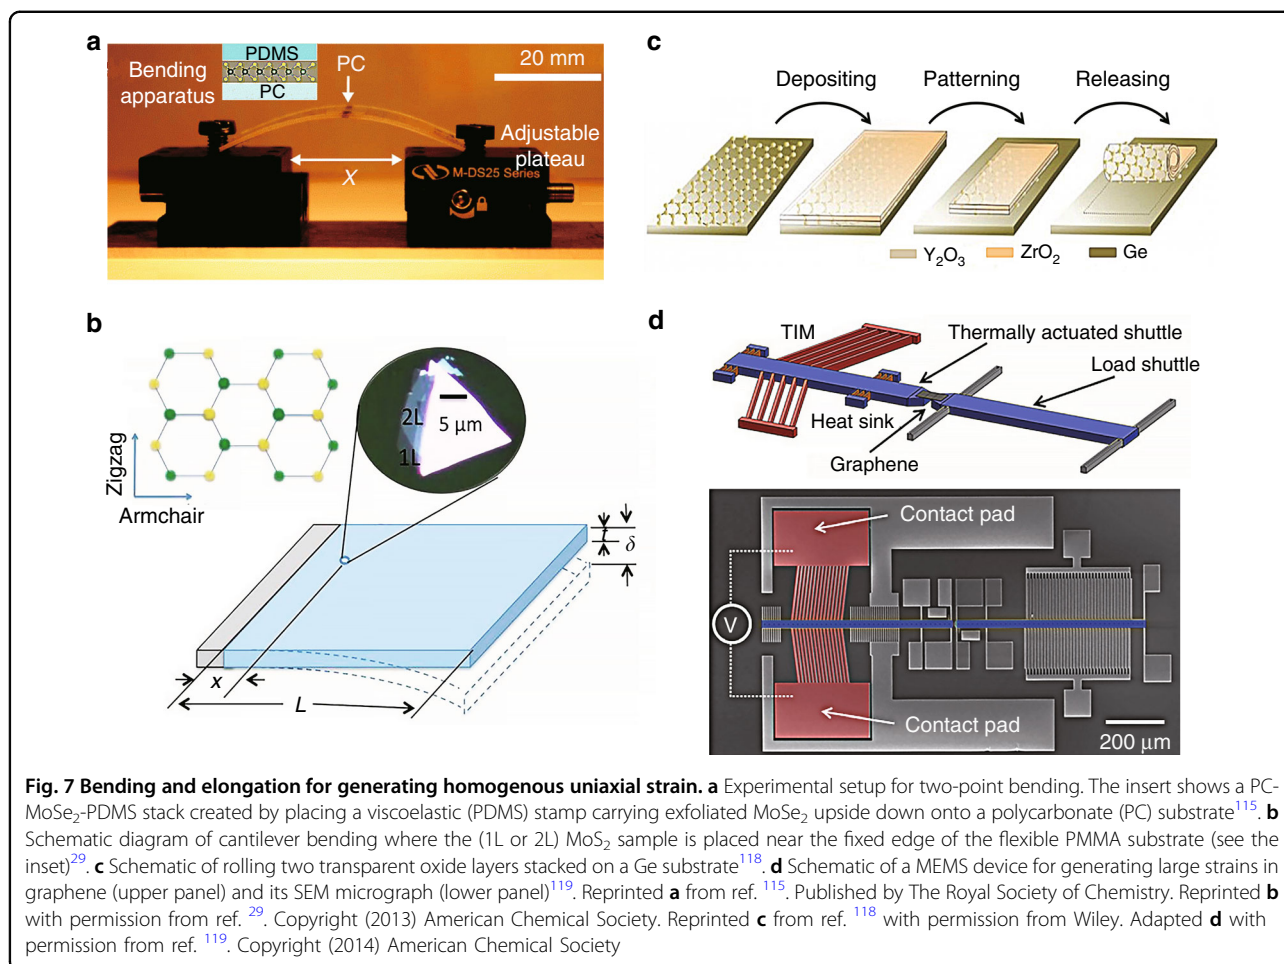 a
PDMS
PC
Bending
apparatus
PC
20 mm
Adjustable
plateau
X
M-DS25 Series
b
Zigzag
Armchair
2L
1L
5 μm
t
δ
x
L
c
Depositing
Patterning
Releasing
Y₂O₃
ZrO₂
Ge
d
TIM
Thermally actuated shuttle
Load shuttle
Heat sink
Graphene
Contact pad
V
Contact pad
200 μm
Fig. 7 Bending and elongation for generating homogenous uniaxial strain. a Experimental setup for two-point bending. The insert shows a PC-
MoSe₂-PDMS stack created by placing a viscoelastic (PDMS) stamp carrying exfoliated MoSe₂ upside down onto a polycarbonate (PC) substrate¹¹⁵. b
Schematic diagram of cantilever bending where the (1L or 2L) MoS₂ sample is placed near the fixed edge of the flexible PMMA substrate (see the
inset)²⁹. c Schematic of rolling two transparent oxide layers stacked on a Ge substrate¹¹⁸. d Schematic of a MEMS device for generating large strains in
graphene (upper panel) and its SEM micrograph (lower panel)¹¹⁹. Reprinted a from ref. ¹¹⁵. Published by The Royal Society of Chemistry. Reprinted b
with permission from ref. ²⁹. Copyright (2013) American Chemical Society. Reprinted c from ref. ¹¹⁸ with permission from Wiley. Adapted d with
permission from ref. ¹¹⁹. Copyright (2014) American Chemical Society